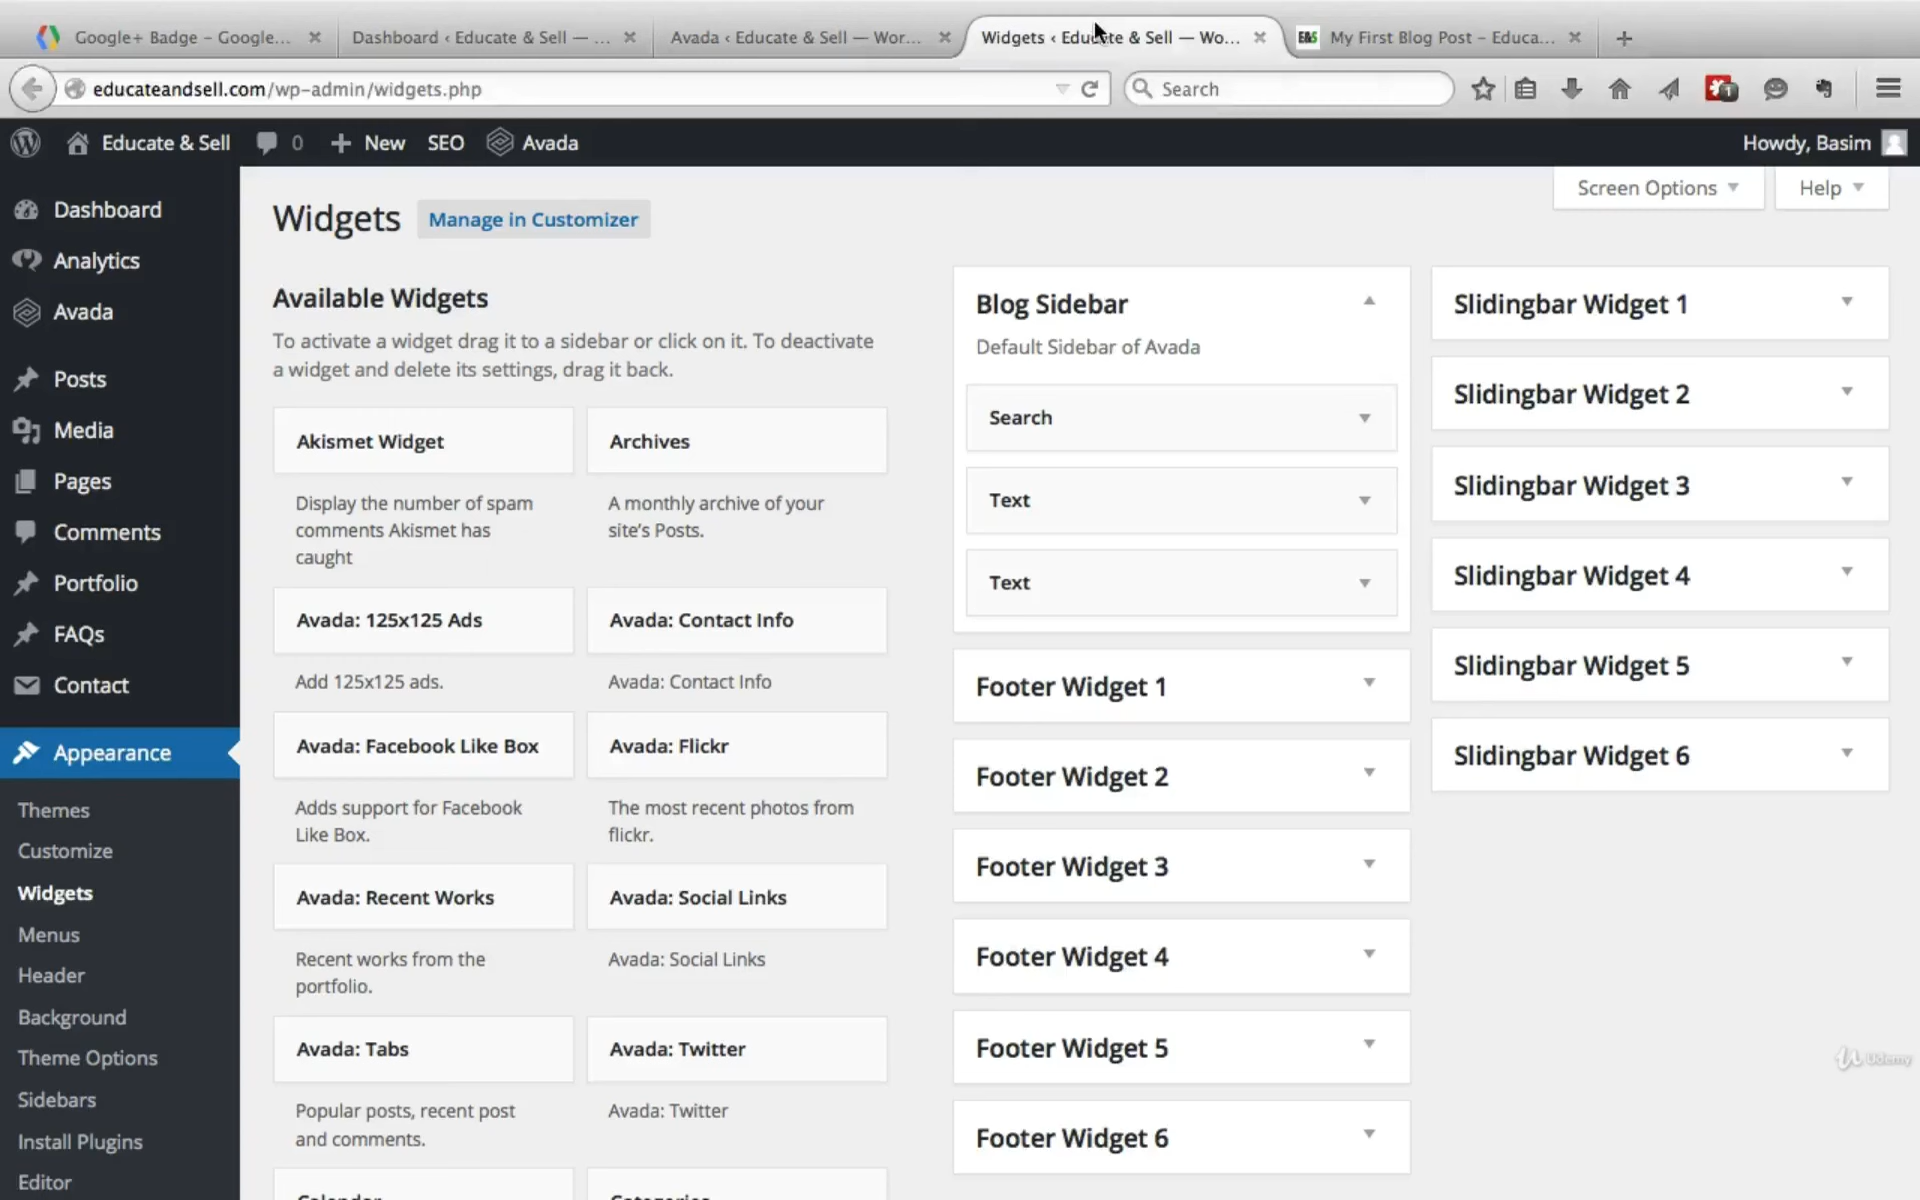 Google+ Badge – Google...
Dashboard ‹ Educate & Sell — ...
Avada ‹ Educate & Sell — Wor...
Widgets ‹ Educate & Sell — Wo...
E&S My First Blog Post – Educa...
educateandsell.com/wp-admin/widgets.php
Search
1
Educate & Sell
0
New
SEO
Avada
Howdy, Basim
Dashboard
Analytics
Avada
Posts
Media
Pages
Comments
Portfolio
FAQs
Contact
Appearance
Themes
Customize
Widgets
Menus
Header
Background
Theme Options
Sidebars
Install Plugins
Editor
Screen Options
Help
Widgets
Manage in Customizer
Available Widgets
To activate a widget drag it to a sidebar or click on it. To deactivate
a widget and delete its settings, drag it back.
Akismet Widget
Display the number of spam
comments Akismet has
caught
Archives
A monthly archive of your
site's Posts.
Avada: 125x125 Ads
Add 125x125 ads.
Avada: Contact Info
Avada: Contact Info
Avada: Facebook Like Box
Adds support for Facebook
Like Box.
Avada: Flickr
The most recent photos from
flickr.
Avada: Recent Works
Recent works from the
portfolio.
Avada: Social Links
Avada: Social Links
Avada: Tabs
Popular posts, recent post
and comments.
Avada: Twitter
Avada: Twitter
Blog Sidebar
Default Sidebar of Avada
Search
Text
Text
Footer Widget 1
Footer Widget 2
Footer Widget 3
Footer Widget 4
Footer Widget 5
Footer Widget 6
Slidingbar Widget 1
Slidingbar Widget 2
Slidingbar Widget 3
Slidingbar Widget 4
Slidingbar Widget 5
Slidingbar Widget 6
Udemy